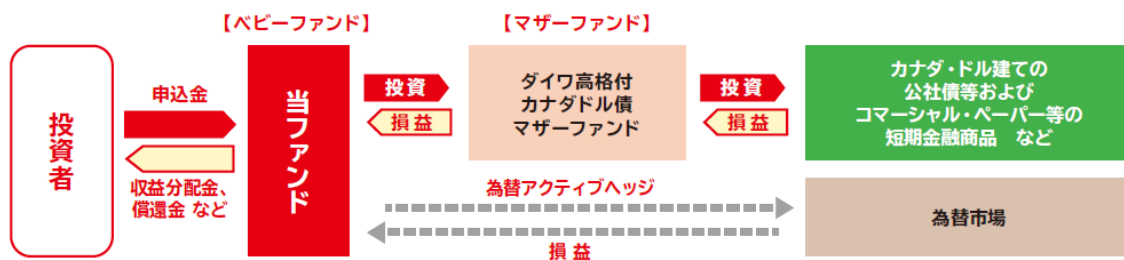 【ベビーファンド】
【マザーファンド】
投資者
申込金
収益分配金、
償還金 など
当ファンド
投資
損益
ダイワ高格付
カナダドル債
マザーファンド
投資
損益
カナダ・ドル建ての
公社債等および
コマーシャル・ペーパー等の
短期金融商品 など
為替アクティブヘッジ
損益
為替市場